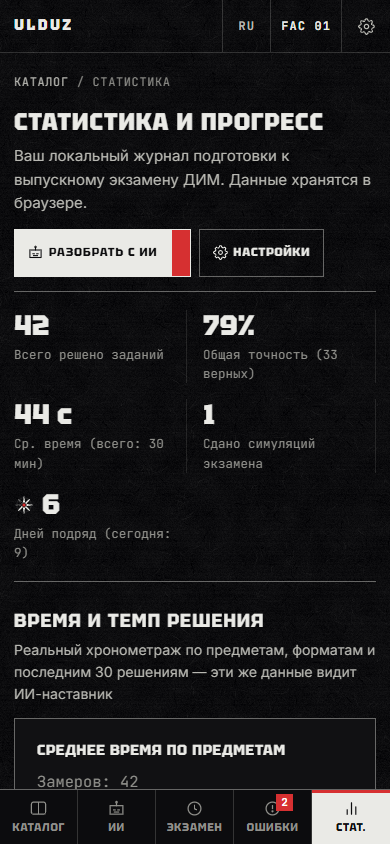 ULDUZ
RU
FAC 01
КАТАЛОГ / СТАТИСТИКА
СТАТИСТИКА И ПРОГРЕСС
Ваш локальный журнал подготовки к
выпускному экзамену ДИМ. Данные хранятся в
браузере.
РАЗОБРАТЬ С ИИ
НАСТРОЙКИ
42
Всего решено заданий
79%
Общая точность (33
верных)
44 с
Ср. время (всего: 30
мин)
1
Сдано симуляций
экзамена
6
Дней подряд (сегодня:
9)
ВРЕМЯ И ТЕМП РЕШЕНИЯ
Реальный хронометраж по предметам, форматам и
последним 30 решениям — эти же данные видит
ИИ-наставник
СРЕДНЕЕ ВРЕМЯ ПО ПРЕДМЕТАМ
Замеров: 42
КАТАЛОГ
ИИ
ЭКЗАМЕН
2
ОШИБКИ
СТАТ.